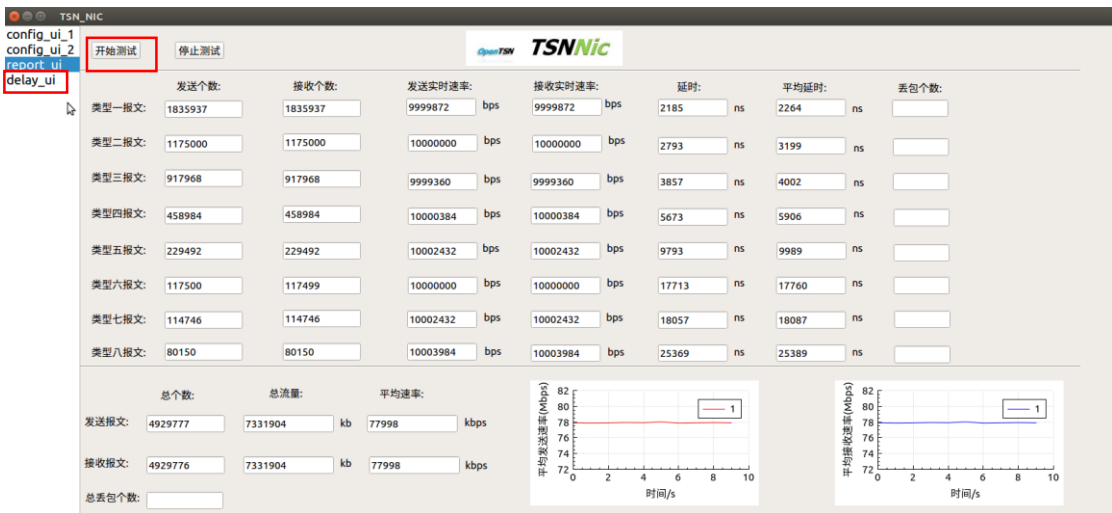 TSN_NIC
config_ui_1
config_ui_2
report_ui
delay_ui
开始测试 停止测试 OpenTSN TSNNic
发送个数: 接收个数: 发送实时速率: 接收实时速率: 延时: 平均延时: 丢包个数:
类型一报文: 1835937 1835937 9999872 bps 9999872 bps 2185 ns 2264 ns
类型二报文: 1175000 1175000 10000000 bps 10000000 bps 2793 ns 3199 ns
类型三报文: 917968 917968 9999360 bps 9999360 bps 3857 ns 4002 ns
类型四报文: 458984 458984 10000384 bps 10000384 bps 5673 ns 5906 ns
类型五报文: 229492 229492 10002432 bps 10002432 bps 9793 ns 9989 ns
类型六报文: 117500 117499 10000000 bps 10000000 bps 17713 ns 17760 ns
类型七报文: 114746 114746 10002432 bps 10002432 bps 18057 ns 18087 ns
类型八报文: 80150 80150 10003984 bps 10003984 bps 25369 ns 25389 ns
总个数: 总流量: 平均速率:
发送报文: 4929777 7331904 kb 77998 kbps
接收报文: 4929776 7331904 kb 77998 kbps
总丢包个数:
平均发送速率(Mbps)
82
80
78
76
74
72
0 2 4 6 8 10
时间/s
1
平均接收速率(Mbps)
82
80
78
76
74
72
0 2 4 6 8 10
时间/s
1